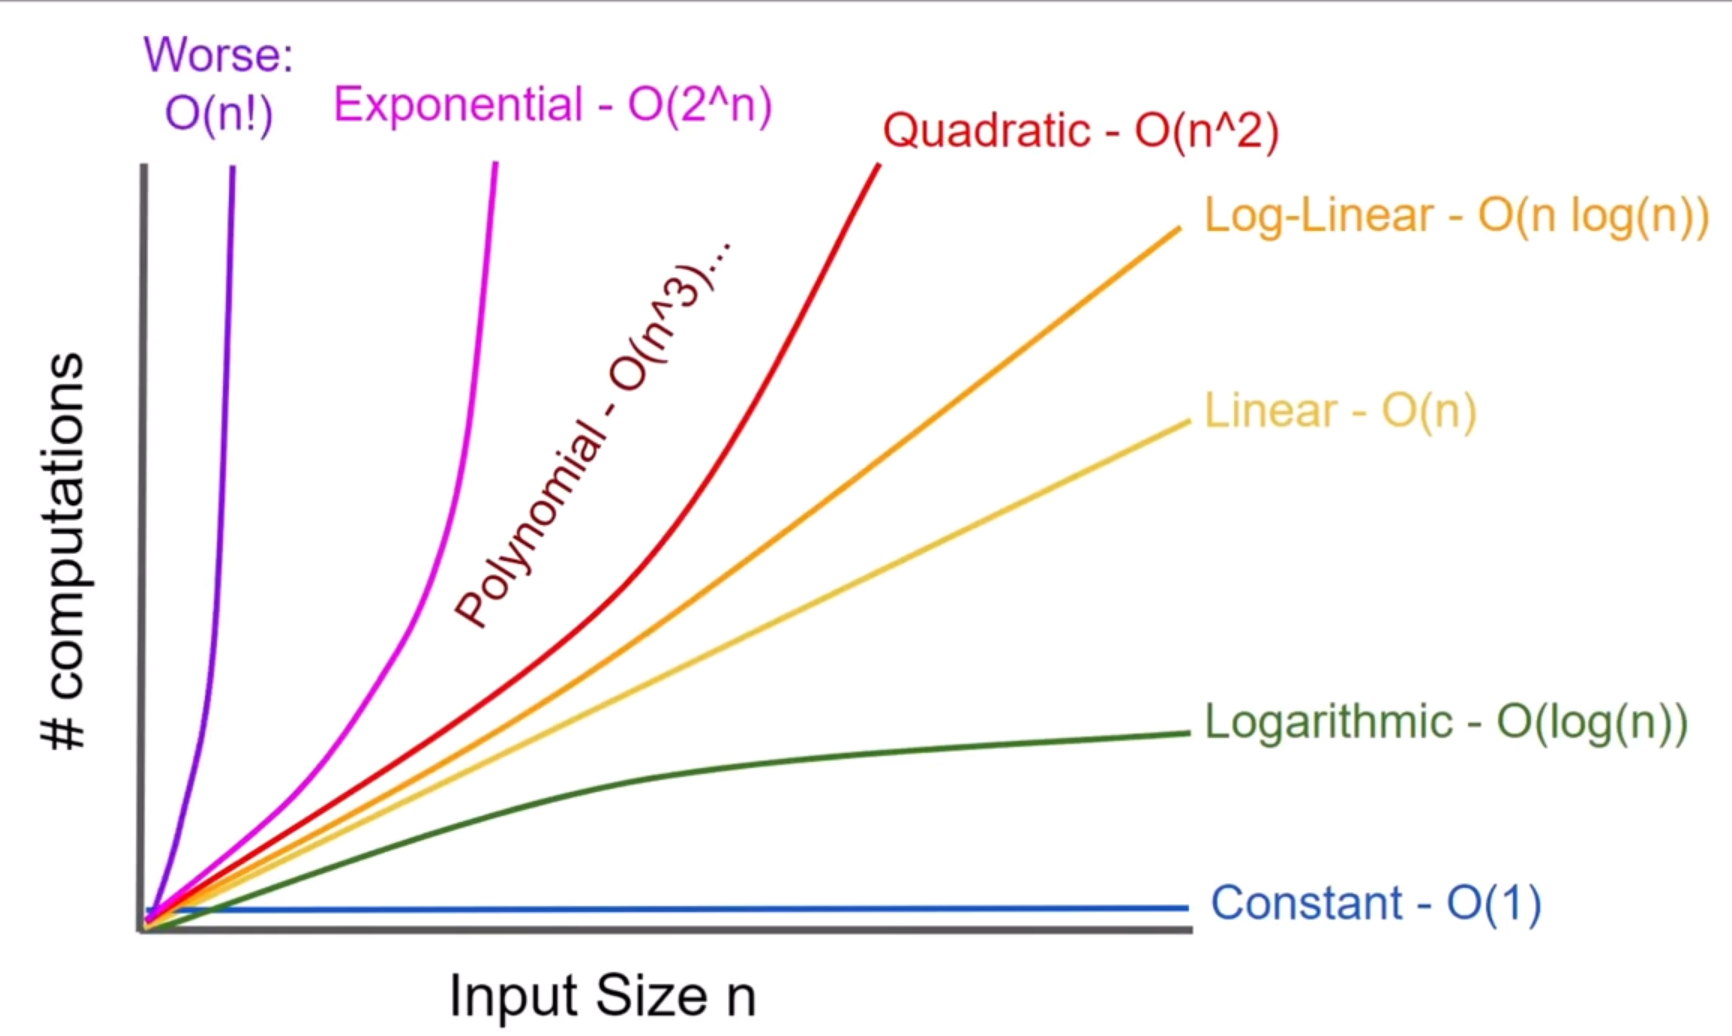 Worse:
O(n!)
Exponential - O(2^n)
Quadratic - O(n^2)
Log-Linear - O(n log(n))
Polynomial - O(n^3)...
Linear - O(n)
# computations
Logarithmic - O(log(n))
Constant - O(1)
Input Size n